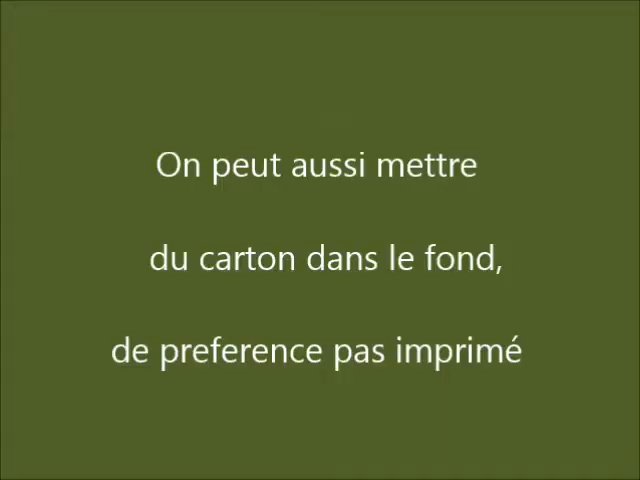 On peut aussi mettre
du carton dans le fond,
de preference pas imprimé